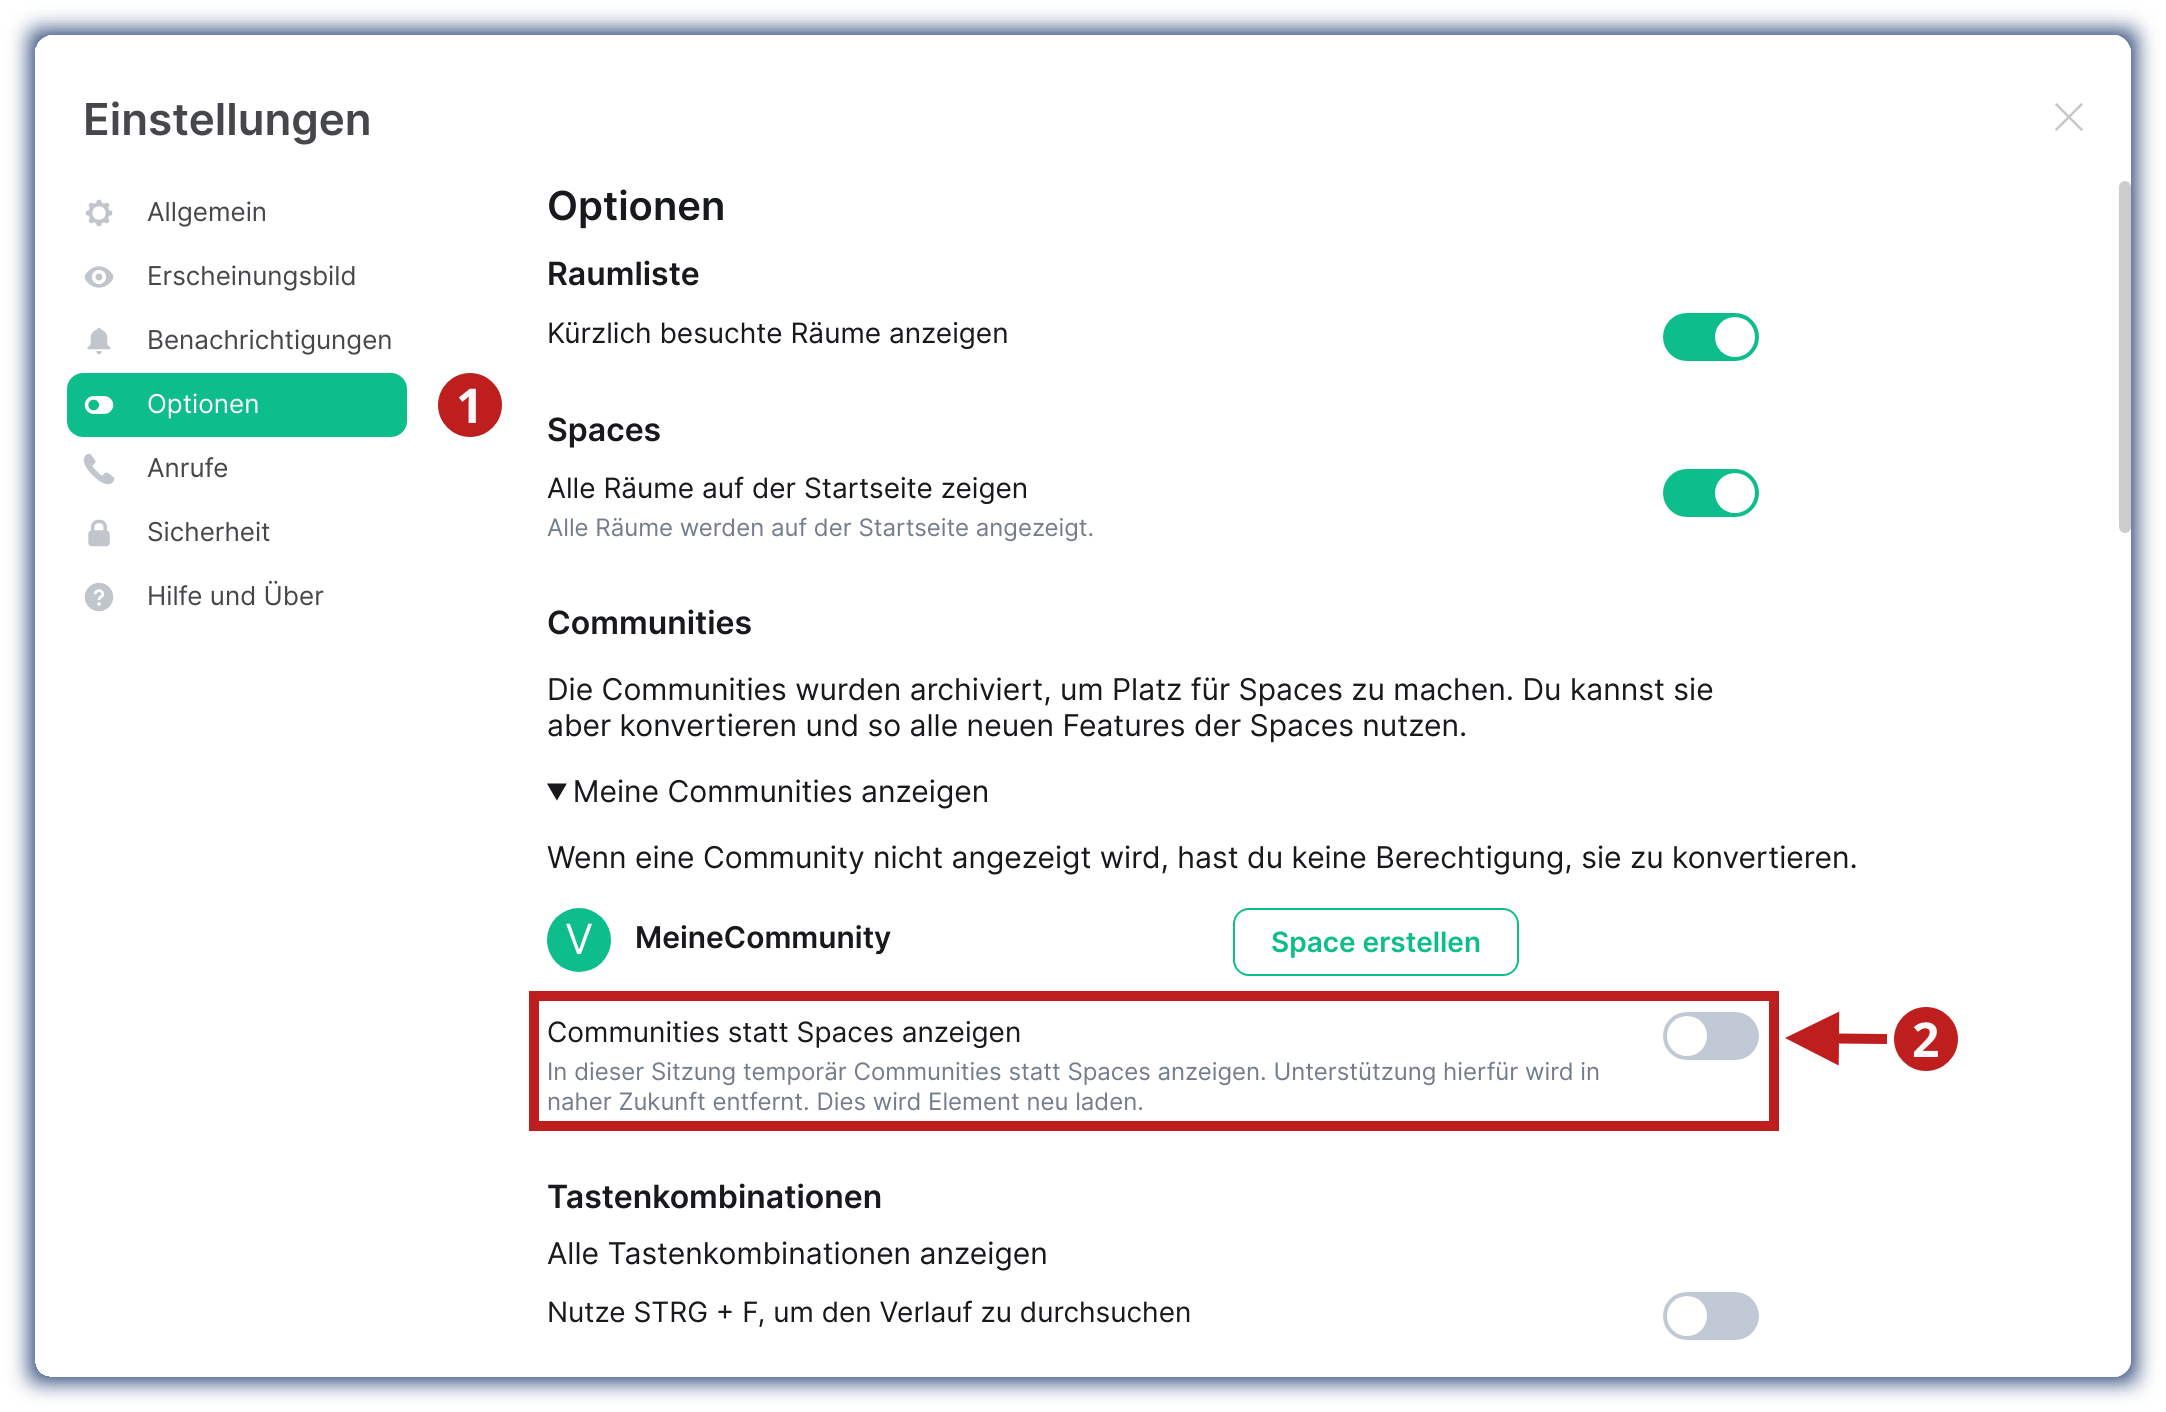 Einstellungen
Allgemein
Erscheinungsbild
Benachrichtigungen
Optionen
1
Anrufe
Sicherheit
Hilfe und Über
Optionen
Raumliste
Kürzlich besuchte Räume anzeigen
Spaces
Alle Räume auf der Startseite zeigen
Alle Räume werden auf der Startseite angezeigt.
Communities
Die Communities wurden archiviert, um Platz für Spaces zu machen. Du kannst sie
aber konvertieren und so alle neuen Features der Spaces nutzen.
▼ Meine Communities anzeigen
Wenn eine Community nicht angezeigt wird, hast du keine Berechtigung, sie zu konvertieren.
V MeineCommunity Space erstellen
Communities statt Spaces anzeigen
2
In dieser Sitzung temporär Communities statt Spaces anzeigen. Unterstützung hierfür wird in
naher Zukunft entfernt. Dies wird Element neu laden.
Tastenkombinationen
Alle Tastenkombinationen anzeigen
Nutze STRG + F, um den Verlauf zu durchsuchen